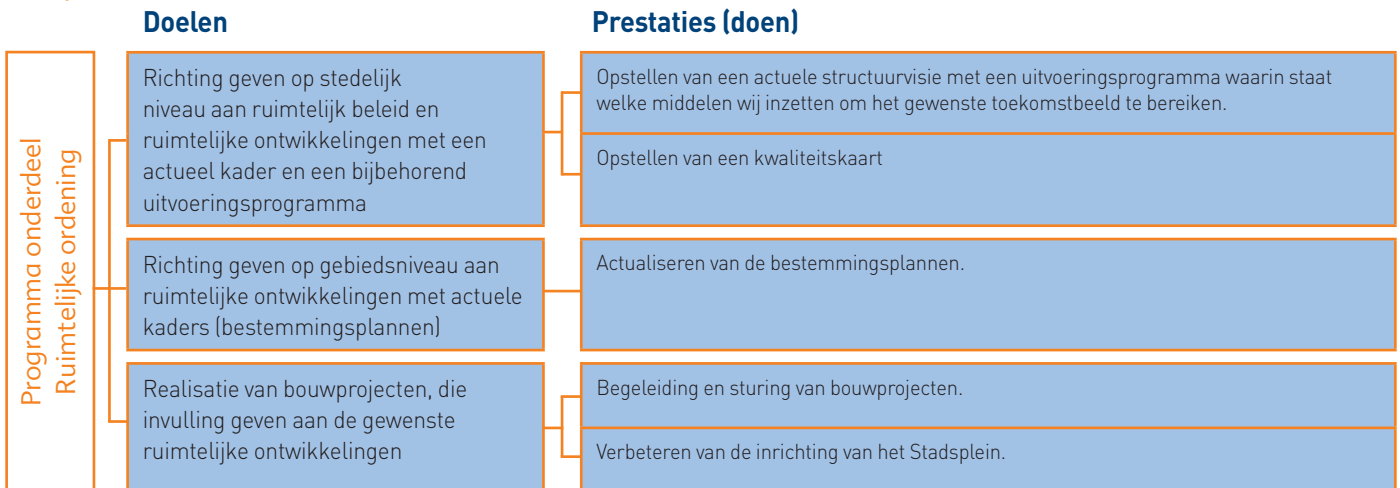 Doelen
Prestaties (doen)
Programma onderdeel
Ruimtelijke ordening
Richting geven op stedelijk
niveau aan ruimtelijk beleid en
ruimtelijke ontwikkelingen met een
actueel kader en een bijbehorend
uitvoeringsprogramma
Opstellen van een actuele structuurvisie met een uitvoeringsprogramma waarin staat
welke middelen wij inzetten om het gewenste toekomstbeeld te bereiken.
Opstellen van een kwaliteitskaart
Richting geven op gebiedsniveau aan
ruimtelijke ontwikkelingen met actuele
kaders (bestemmingsplannen)
Actualiseren van de bestemmingsplannen.
Realisatie van bouwprojecten, die
invulling geven aan de gewenste
ruimtelijke ontwikkelingen
Begeleiding en sturing van bouwprojecten.
Verbeteren van de inrichting van het Stadsplein.